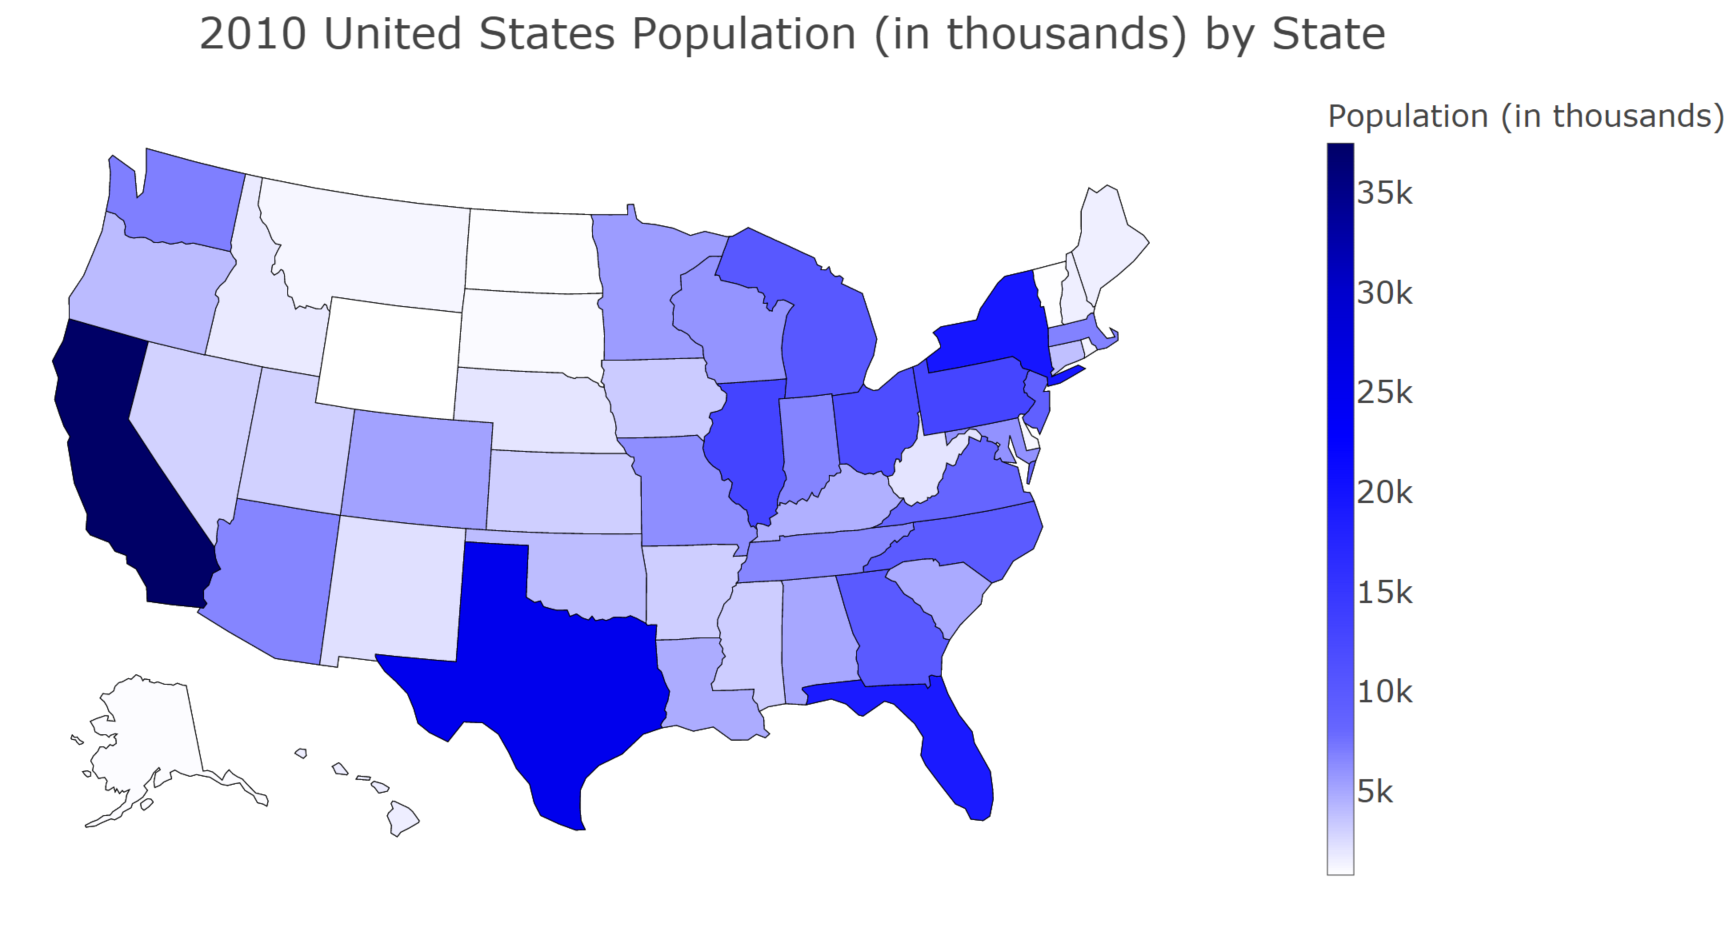 2010 United States Population (in thousands) by State
Population (in thousands)
35k
30k
25k
20k
15k
10k
5k